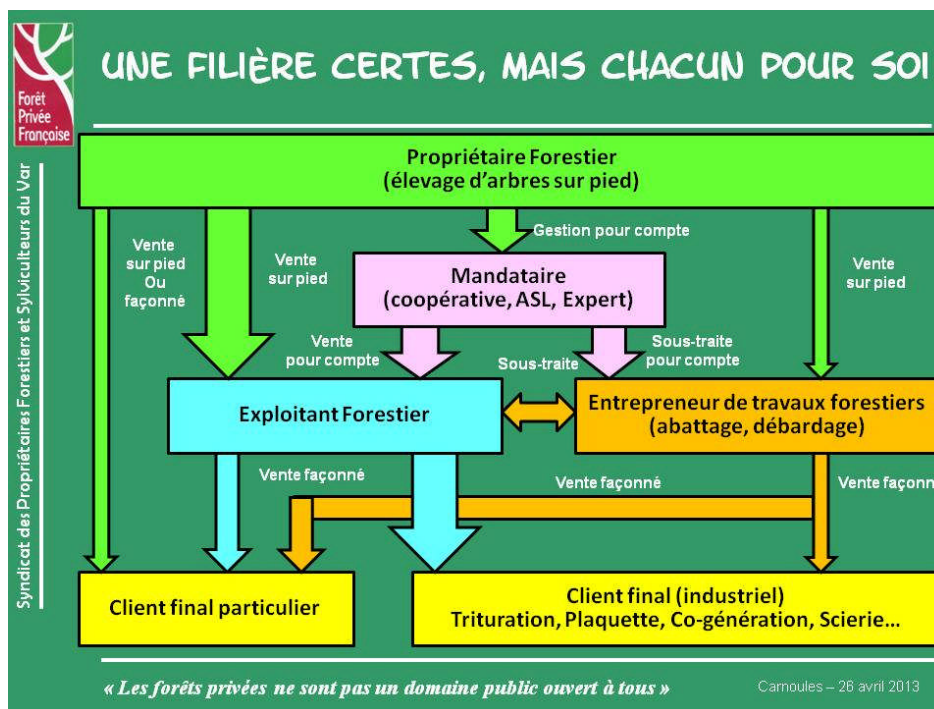 Forêt
Privée
Française
UNE FILIÈRE CERTES, MAIS CHACUN POUR SOI
Syndicat des Propriétaires Forestiers et Sylviculteurs du Var
Propriétaire Forestier
(élevage d'arbres sur pied)
Vente
sur pied
Ou
façonné
Vente
sur pied
Gestion pour compte
Vente
sur pied
Mandataire
(coopérative, ASL, Expert)
Vente
pour compte
Sous-traite
Sous-traite
pour compte
Exploitant Forestier
Entrepreneur de travaux forestiers
(abattage, débardage)
Vente façonné
Vente façonné
Vente façonn
Client final particulier
Client final (industriel)
Trituration, Plaquette, Co-génération, Scierie...
« Les forêts privées ne sont pas un domaine public ouvert à tous »
Carnoules – 26 avril 2013